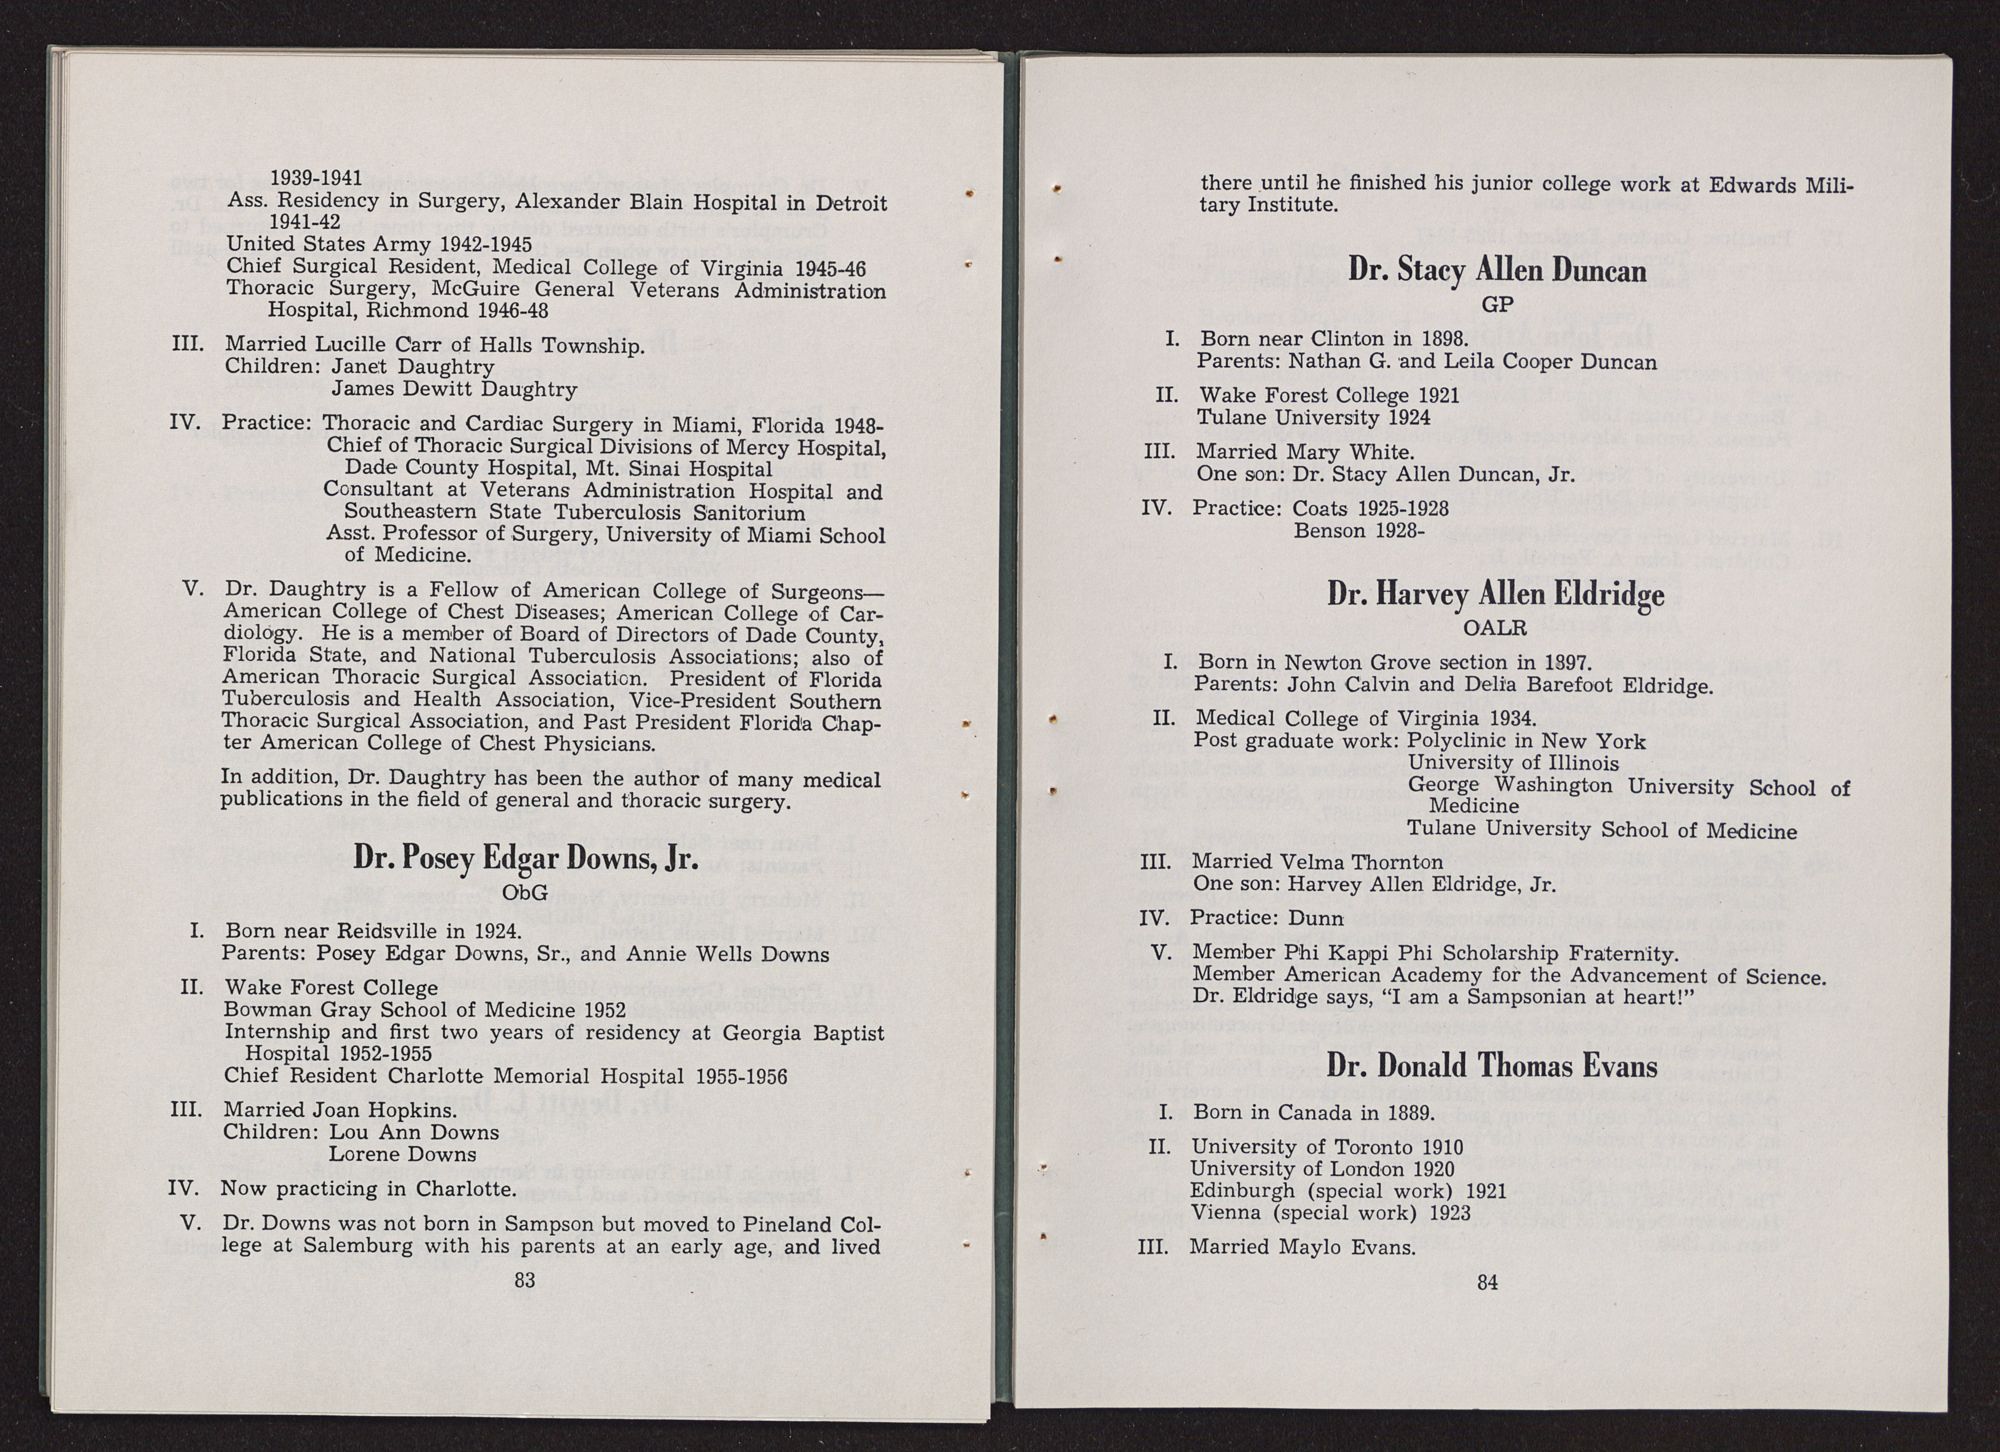 1939-1941
Ass. Residency in Surgery, Alexander Blain Hospital in Detroit
1941-42
United States Army 1942-1945
Chief Surgical Resident, Medical College of Virginia 1945-46
Thoracic Surgery, McGuire General Veterans Administration
Hospital, Richmond 1946-48
III. Married Lucille Carr of Halls Township.
Children: Janet Daughtry
James Dewitt Daughtry
IV. Practice: Thoracic and Cardiac Surgery in Miami, Florida 1948-
Chief of Thoracic Surgical Divisions of Mercy Hospital,
Dade County Hospital, Mt. Sinai Hospital
Consultant at Veterans Administration Hospital and
Southeastern State Tuberculosis Sanitorium
Asst. Professor of Surgery, University of Miami School
of Medicine.
V. Dr. Daughtry is a Fellow of American College of Surgeons—
American College of Chest Diseases; American College of Car-
diology. He is a member of Board of Directors of Dade County,
Florida State, and National Tuberculosis Associations; also of
American Thoracic Surgical Association. President of Florida
Tuberculosis and Health Association, Vice-President Southern
Thoracic Surgical Association, and Past President Florida Chap-
ter American College of Chest Physicians.
In addition, Dr. Daughtry has been the author of many medical
publications in the field of general and thoracic surgery.
Dr. Posey Edgar Downs, Jr.
ObG
I. Born near Reidsville in 1924.
Parents: Posey Edgar Downs, Sr., and Annie Wells Downs
II. Wake Forest College
Bowman Gray School of Medicine 1952
Internship and first two years of residency at Georgia Baptist
Hospital 1952-1955
Chief Resident Charlotte Memorial Hospital 1955-1956
III. Married Joan Hopkins.
Children: Lou Ann Downs
Lorene Downs
IV. Now practicing in Charlotte.
V. Dr. Downs was not born in Sampson but moved to Pineland Col-
lege at Salemburg with his parents at an early age, and lived
83
there until he finished his junior college work at Edwards Mili-
tary Institute.
Dr. Stacy Allen Duncan
GP
I. Born near Clinton in 1898.
Parents: Nathan G. and Leila Cooper Duncan
II. Wake Forest College 1921
Tulane University 1924
III. Married Mary White.
One son: Dr. Stacy Allen Duncan, Jr.
IV. Practice: Coats 1925-1928
Benson 1928-
Dr. Harvey Allen Eldridge
OALR
I. Born in Newton Grove section in 1897.
Parents: John Calvin and Delia Barefoot Eldridge.
II. Medical College of Virginia 1934.
Post graduate work: Polyclinic in New York
University of Illinois
George Washington University School of
Medicine
Tulane University School of Medicine
III. Married Velma Thornton
One son: Harvey Allen Eldridge, Jr.
IV. Practice: Dunn
V. Member Phi Kappi Phi Scholarship Fraternity.
Member American Academy for the Advancement of Science.
Dr. Eldridge says, “I am a Sampsonian at heart!”
Dr. Donald Thomas Evans
I. Born in Canada in 1889.
II. University of Toronto 1910
University of London 1920
Edinburgh (special work) 1921
Vienna (special work) 1923
III. Married Maylo Evans.
84